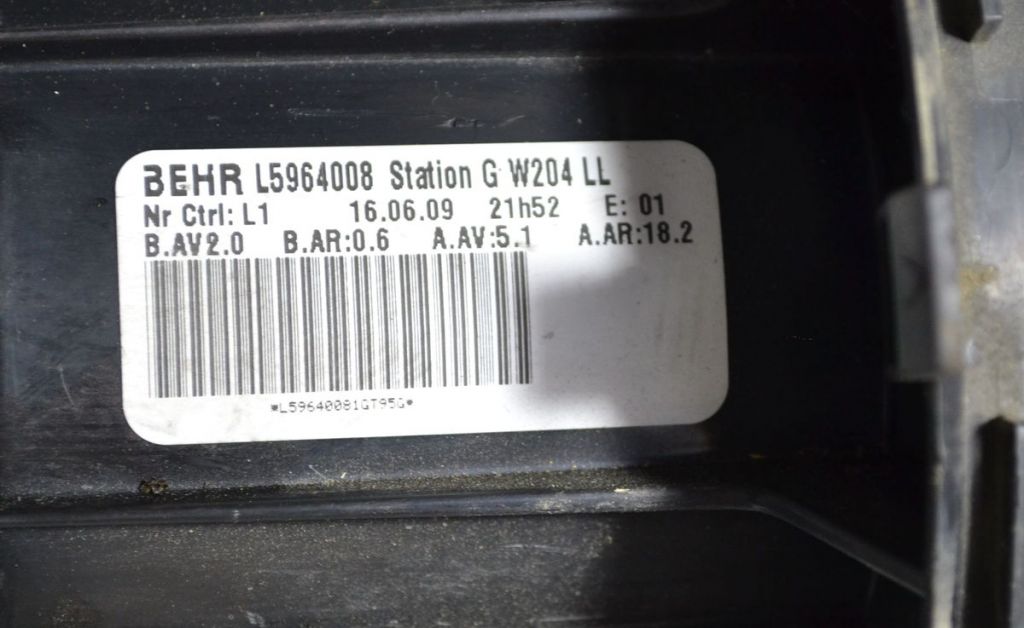 BEHR L5964008 Station G W204 LL
Nr Ctrl: L1 16.06.09 21h52 E: 01
B.AV2.0 B.AR:0.6 A.AV:5.1 A.AR:18.2
*L59640081GT95G*